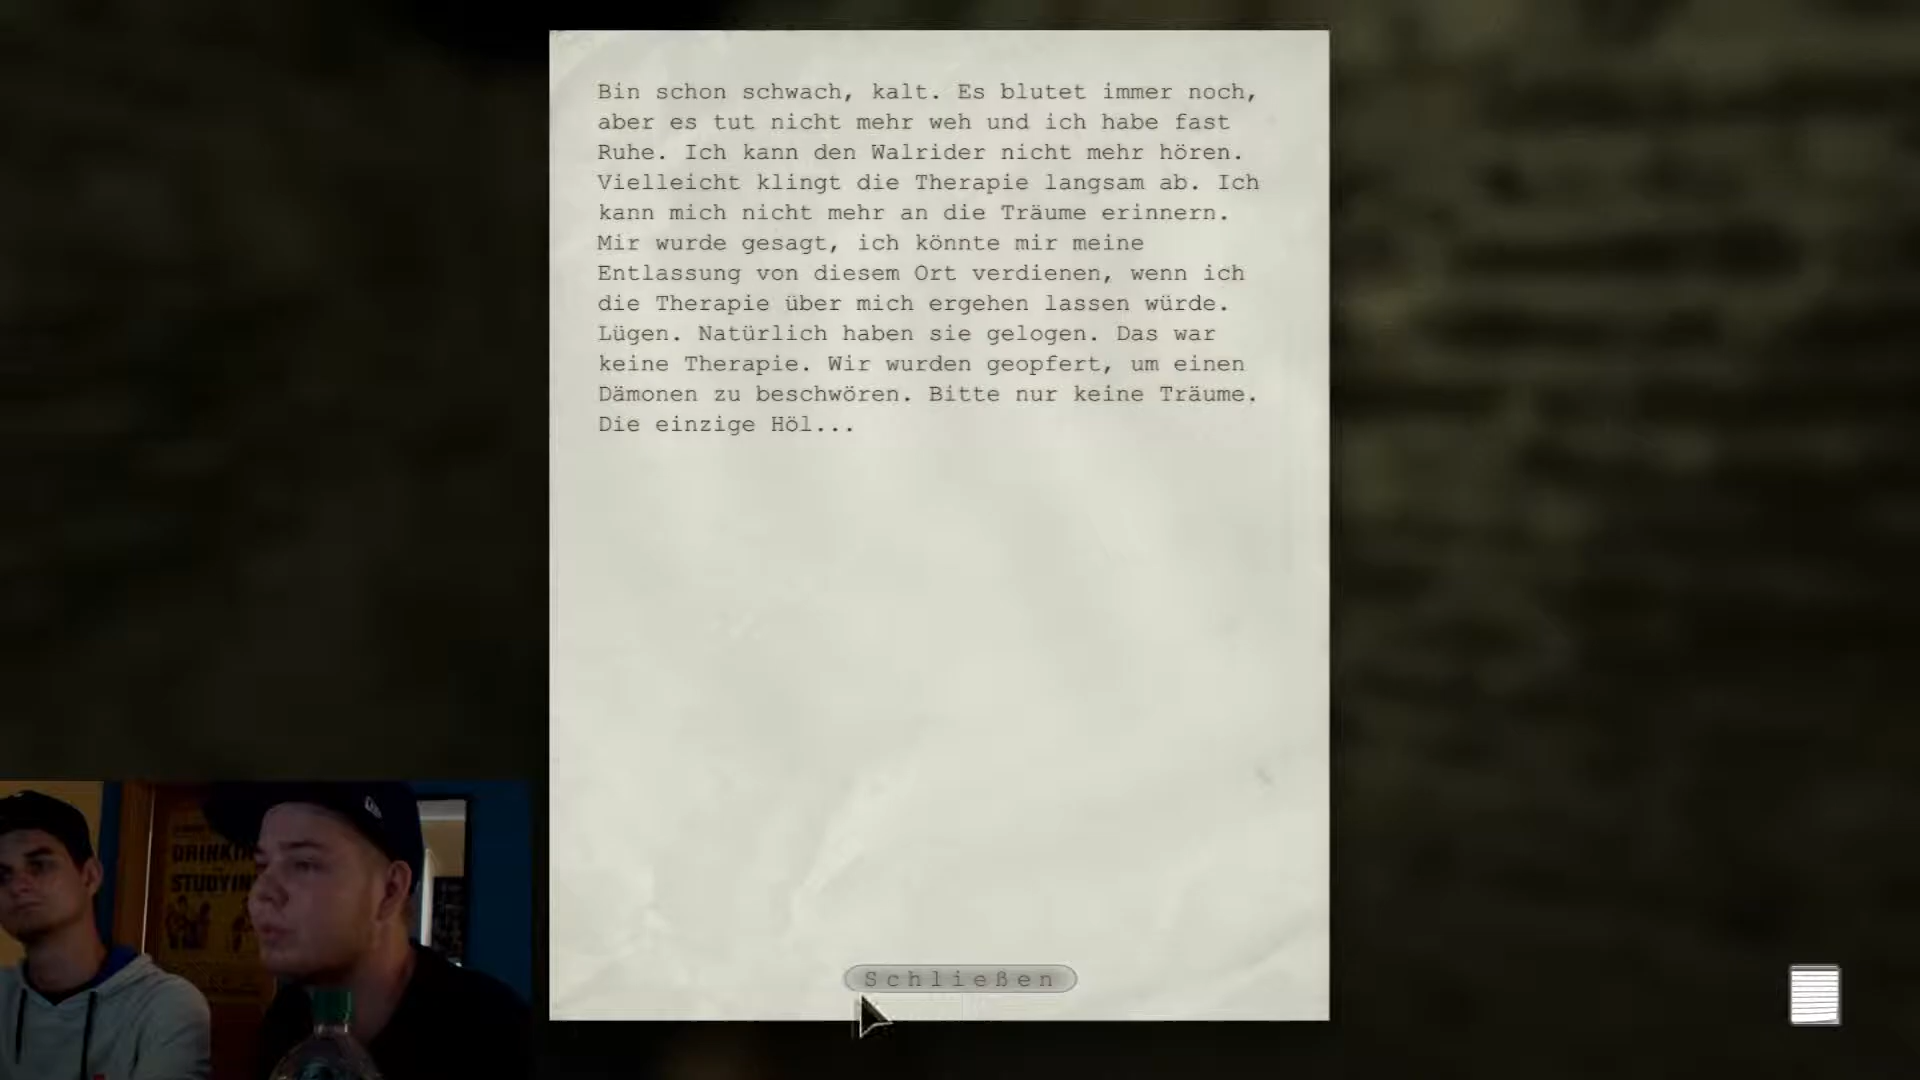 Bin schon schwach, kalt. Es blutet immer noch,
aber es tut nicht mehr weh und ich habe fast
Ruhe. Ich kann den Walrider nicht mehr hören.
Vielleicht klingt die Therapie langsam ab. Ich
kann mich nicht mehr an die Träume erinnern.
Mir wurde gesagt, ich könnte mir meine
Entlassung von diesem Ort verdienen, wenn ich
die Therapie über mich ergehen lassen würde.
Lügen. Natürlich haben sie gelogen. Das war
keine Therapie. Wir wurden geopfert, um einen
Dämonen zu beschwören. Bitte nur keine Träume.
Die einzige Höl...
Schließen